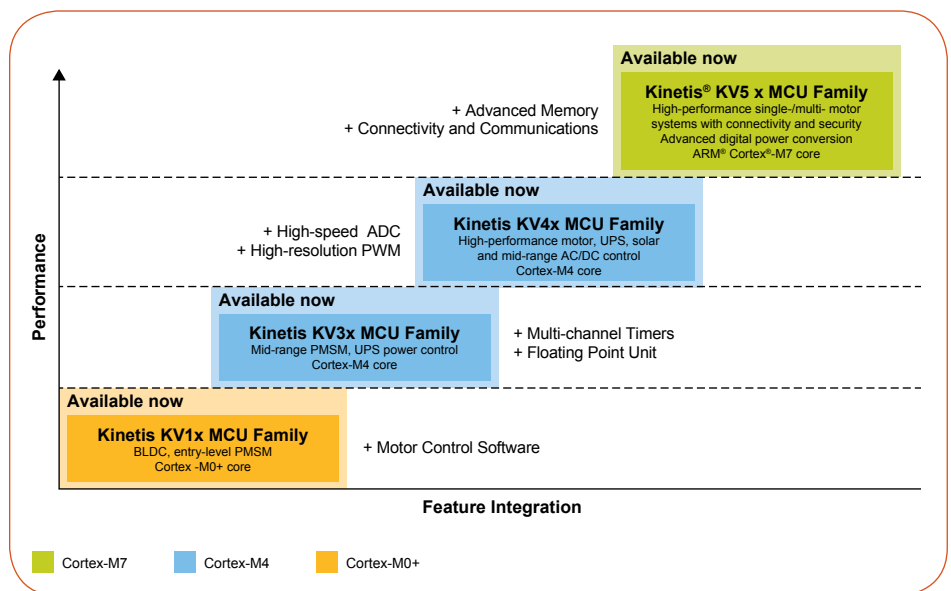 Available now
Kinetis® KV5 x MCU Family
High-performance single-/multi- motor
systems with connectivity and security
Advanced digital power conversion
ARM® Cortex®-M7 core
+ Advanced Memory
+ Connectivity and Communications
Available now
Kinetis KV4x MCU Family
High-performance motor, UPS, solar
and mid-range AC/DC control
Cortex-M4 core
+ High-speed ADC
+ High-resolution PWM
Available now
Kinetis KV3x MCU Family
Mid-range PMSM, UPS power control
Cortex-M4 core
+ Multi-channel Timers
+ Floating Point Unit
Available now
Kinetis KV1x MCU Family
BLDC, entry-level PMSM
Cortex -M0+ core
+ Motor Control Software
Performance
Feature Integration
Cortex-M7
Cortex-M4
Cortex-M0+